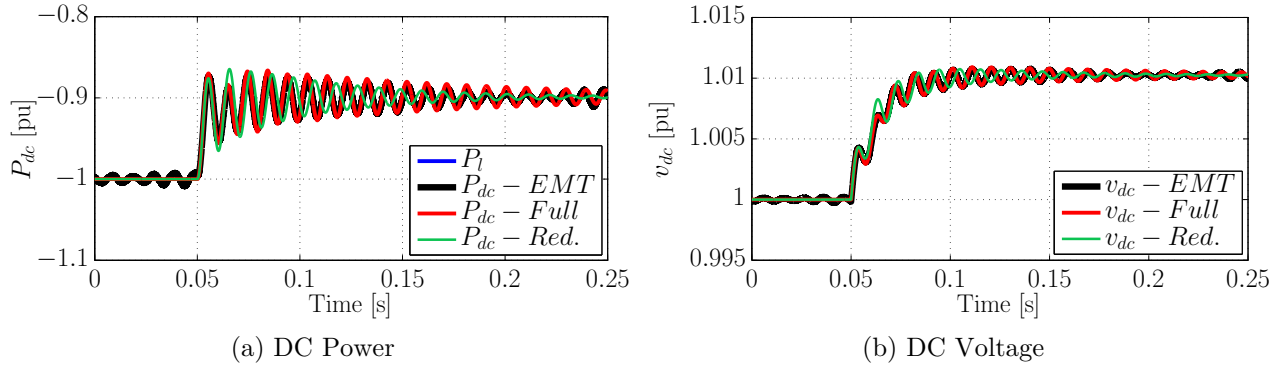 −0.8
−0.9
−1
−1.1
P_dc [pu]
0
0.05
0.1
0.15
0.2
0.25
Time [s]
P_l
P_dc − EMT
P_dc − Full
P_dc − Red.
(a) DC Power
1.015
1.01
1.005
1
0.995
v_dc [pu]
0
0.05
0.1
0.15
0.2
0.25
Time [s]
v_dc − EMT
v_dc − Full
v_dc − Red.
(b) DC Voltage